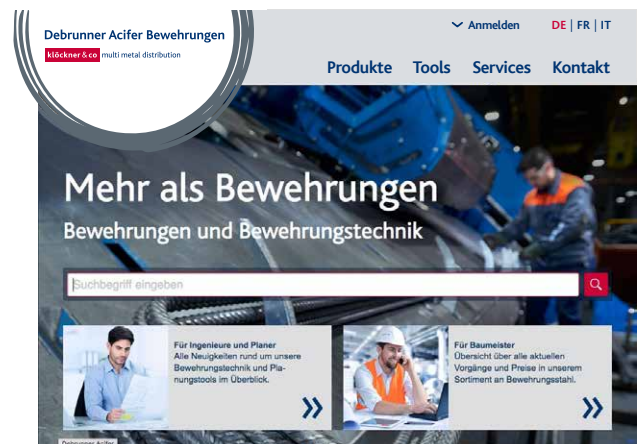 Debrunner Acifer Bewehrungen
klöckner & co multi metal distribution
Anmelden
DE | FR | IT
Produkte Tools Services Kontakt
Mehr als Bewehrungen
Bewehrungen und Bewehrungstechnik
Suchbegriff eingeben
Für Ingenieure und Planer
Alle Neuigkeiten rund um unsere
Bewehrungstechnik und Pla-
nungstools im Überblick.
Für Baumeister
Übersicht über alle aktuellen
Vorgänge und Preise in unserem
Sortiment an Bewehrungsstahl.
Debrunner Acifer